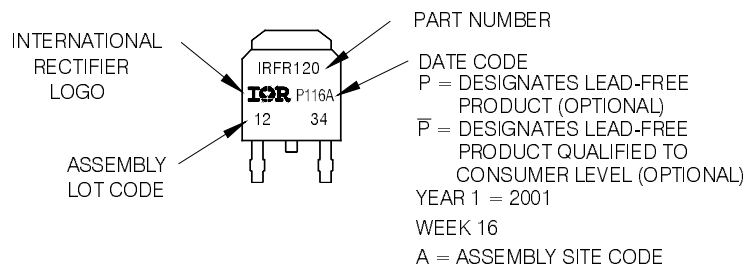 INTERNATIONAL
RECTIFIER
LOGO
ASSEMBLY
LOT CODE
IRFR120
IOR P116A
12 34
PART NUMBER
DATE CODE
P = DESIGNATES LEAD-FREE
PRODUCT (OPTIONAL)
P̅ = DESIGNATES LEAD-FREE
PRODUCT QUALIFIED TO
CONSUMER LEVEL (OPTIONAL)
YEAR 1 = 2001
WEEK 16
A = ASSEMBLY SITE CODE